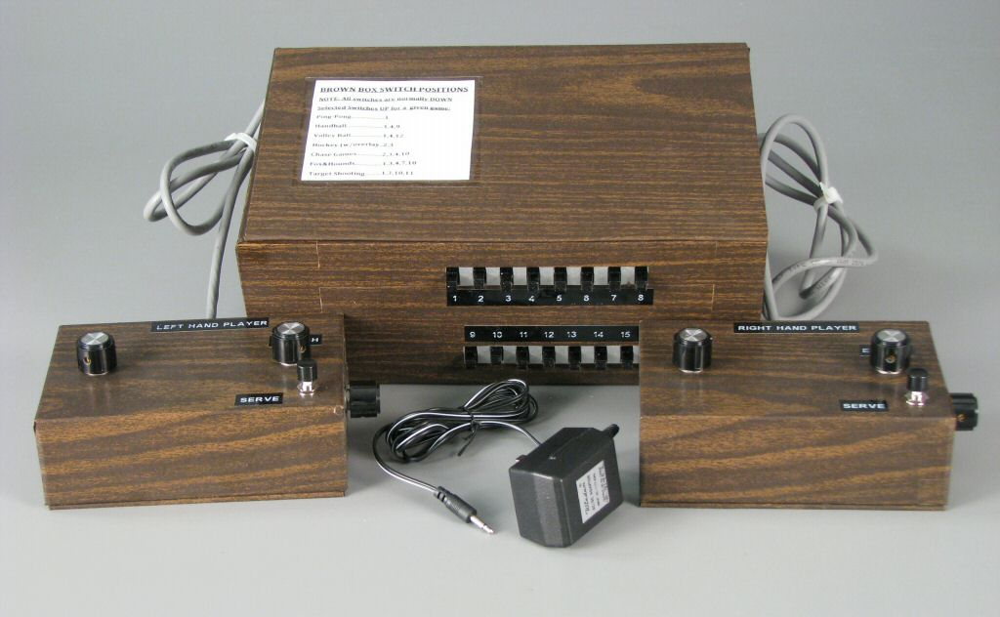 BROWN BOX SWITCH POSITIONS
NOTE: All switches are normally DOWN
Selected Switches UP for a given game:
Ping-Pong...............1
Handball.................1,4,9
Volley Ball..............1,4,12
Hockey (w/overlay..2,3
Chase Games..........2,3,4,10
Fox&Hounds..........1,3,4,7,10
Target Shooting......1,3,10,11
1 2 3 4 5 6 7 8
9 10 11 12 13 14 15
LEFT HAND PLAYER
H
SERVE
RIGHT HAND PLAYER
E
SERVE